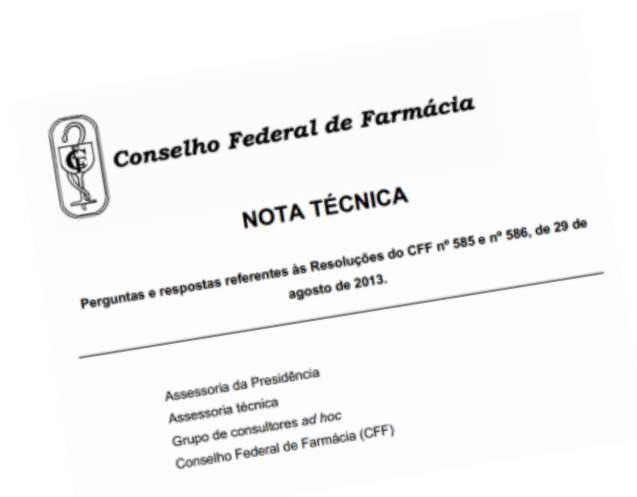 Conselho Federal de Farmácia
NOTA TÉCNICA
Perguntas e respostas referentes às Resoluções do CFF nº 585 e nº 586, de 29 de
agosto de 2013.
Assessoria da Presidência
Assessoria técnica
Grupo de consultores ad hoc
Conselho Federal de Farmácia (CFF)